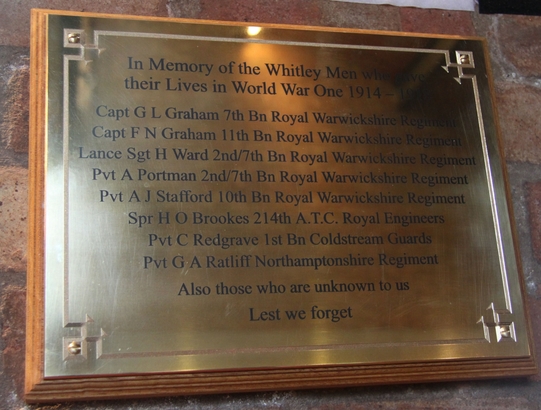 In Memory of the Whitley Men who
their Lives in World War One 1914 –
Capt G L Graham 7th Bn Royal Warwickshire Regiment
Capt F N Graham 11th Bn Royal Warwickshire Regiment
Lance Sgt H Ward 2nd/7th Bn Royal Warwickshire Regiment
Pvt A Portman 2nd/7th Bn Royal Warwickshire Regiment
Pvt A J Stafford 10th Bn Royal Warwickshire Regiment
Spr H O Brookes 214th A.T.C. Royal Engineers
Pvt C Redgrave 1st Bn Coldstream Guards
Pvt G A Ratliff Northamptonshire Regiment
Also those who are unknown to us
Lest we forget